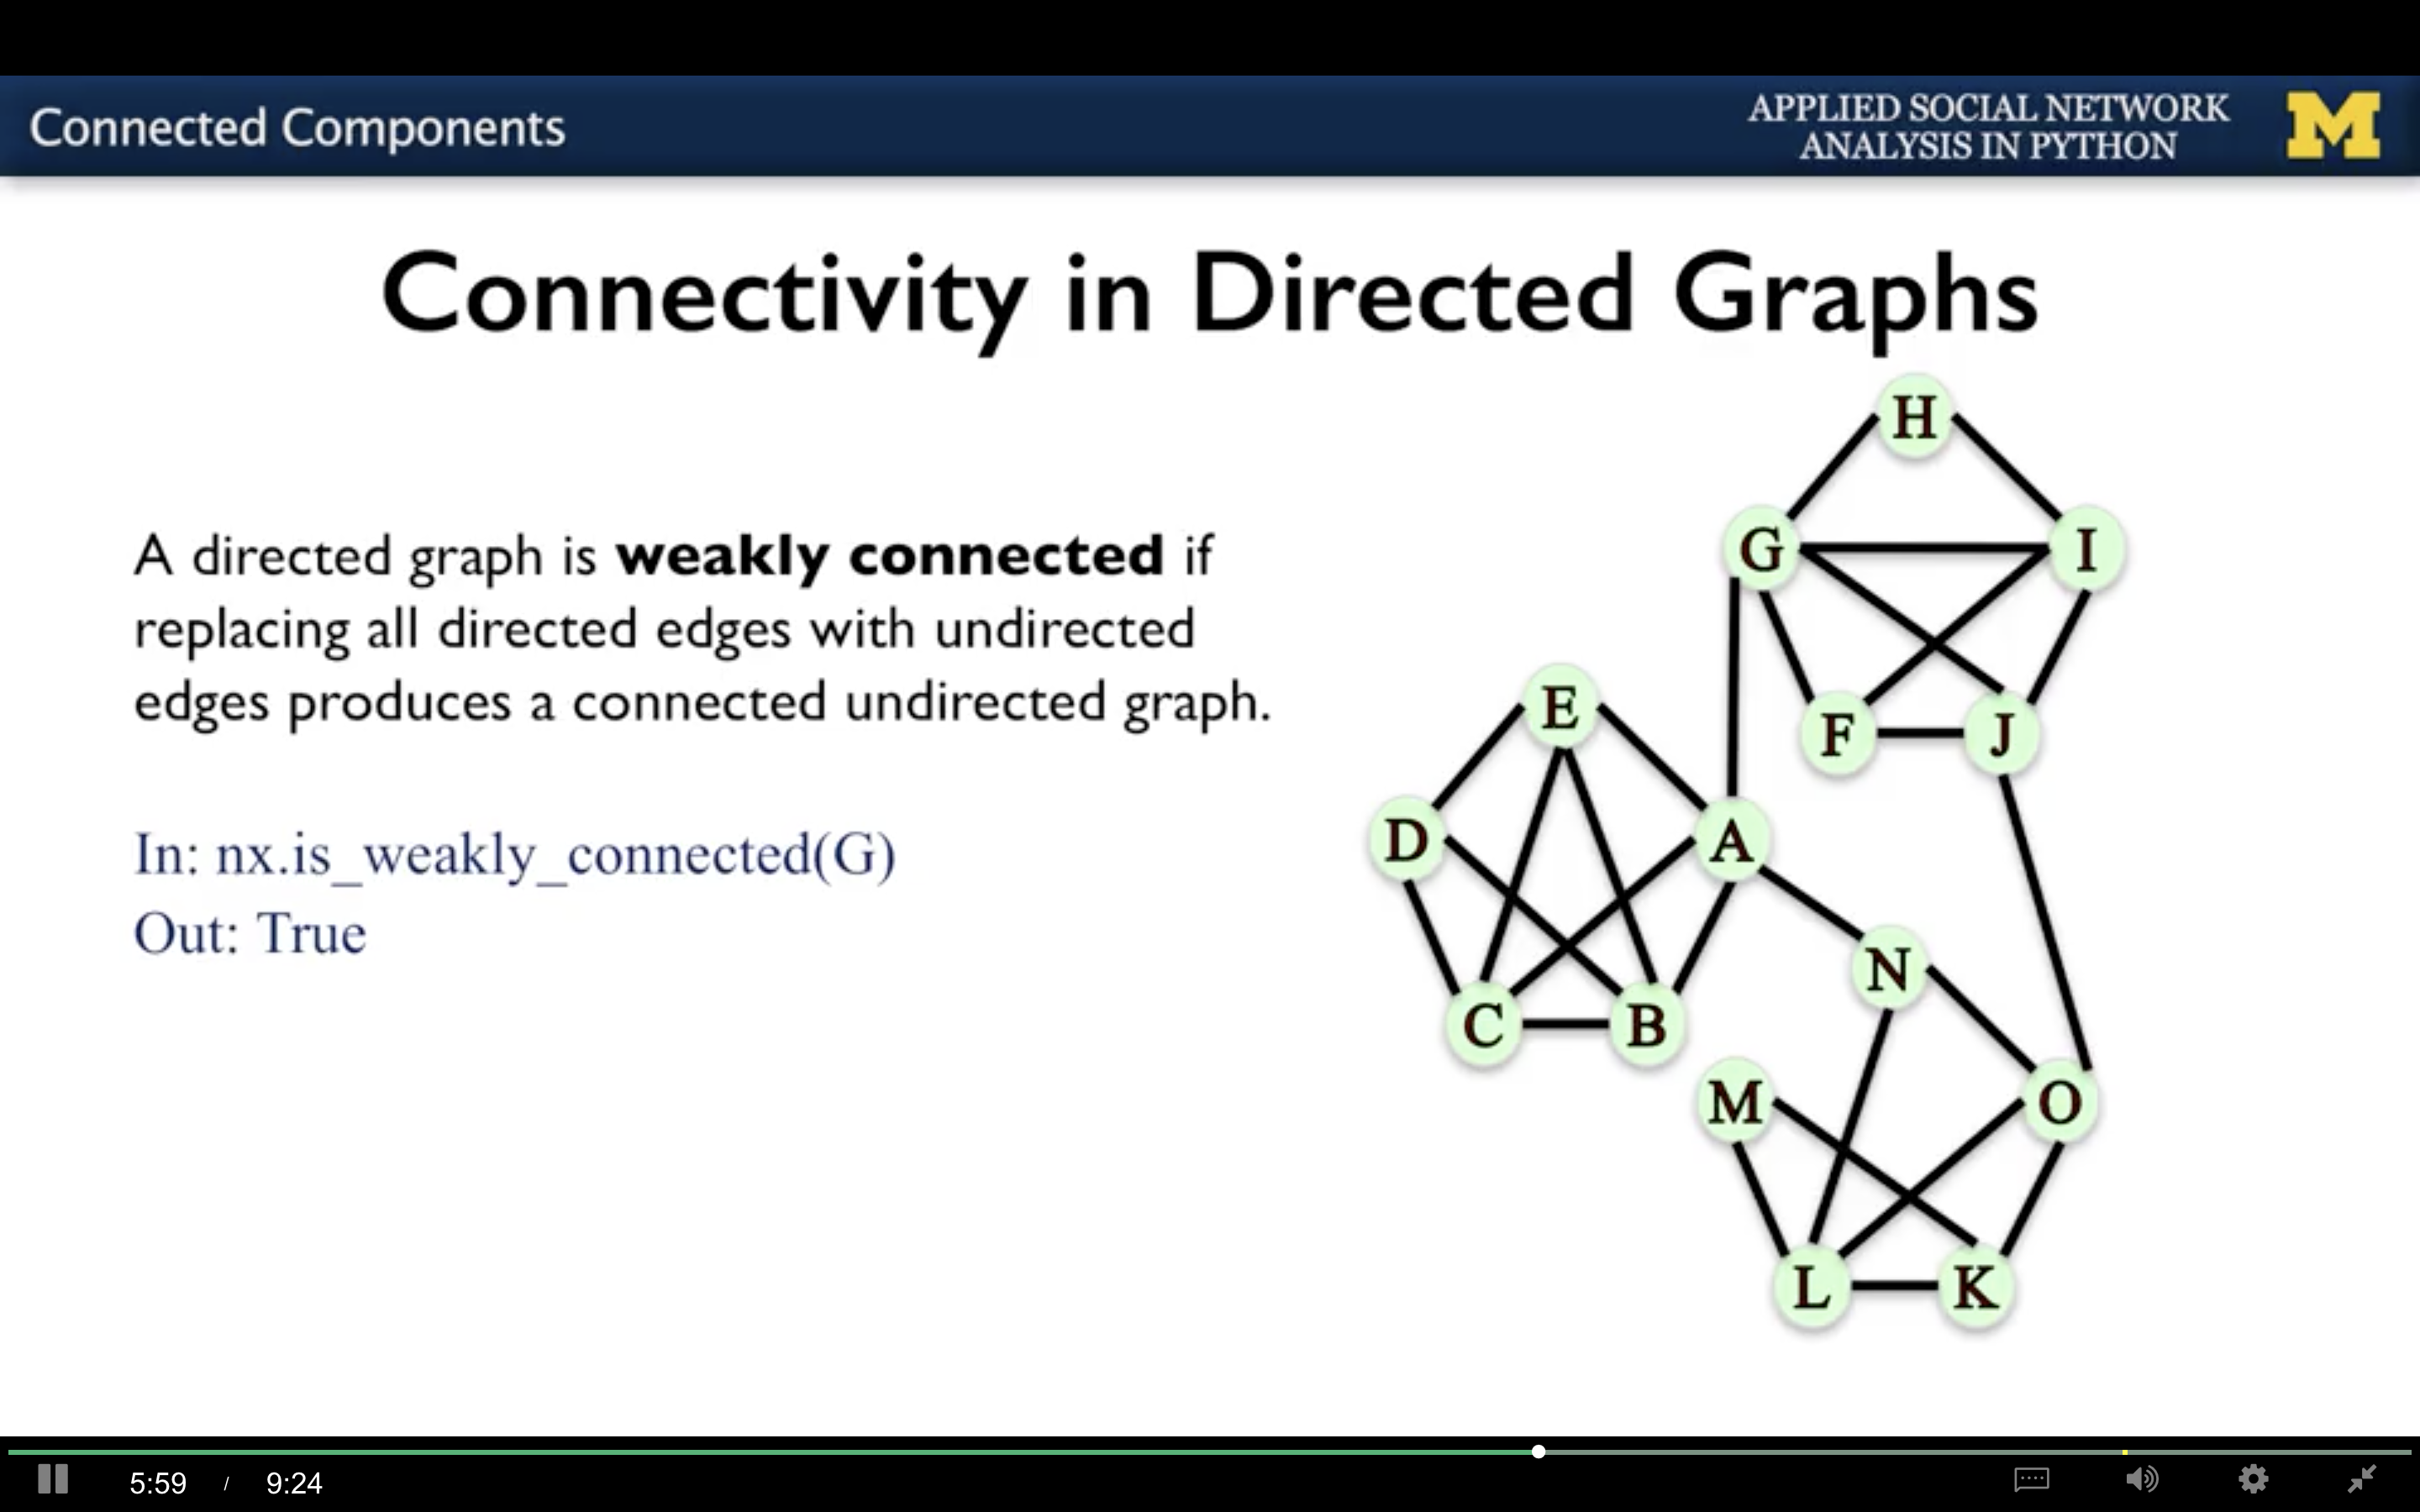 Connected Components
APPLIED SOCIAL NETWORK
ANALYSIS IN PYTHON
M
Connectivity in Directed Graphs
A directed graph is weakly connected if
replacing all directed edges with undirected
edges produces a connected undirected graph.
In: nx.is_weakly_connected(G)
Out: True
H
G
I
E
F
J
D
A
N
C
B
M
O
L
K
5:59 / 9:24